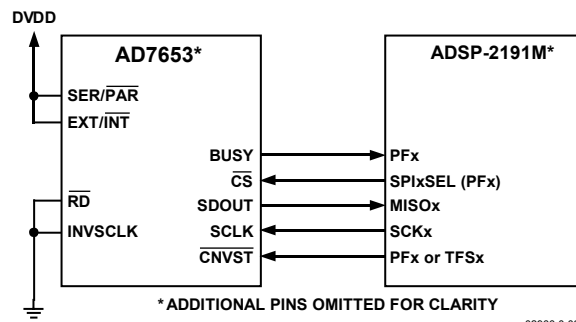 DVDD
AD7653*
ADSP-2191M*
SER/PAR
EXT/INT
BUSY
PFx
CS
SPIxSEL (PFx)
RD
SDOUT
MISOx
INVSCLK
SCLK
SCKx
CNVST
PFx or TFSx
*ADDITIONAL PINS OMITTED FOR CLARITY